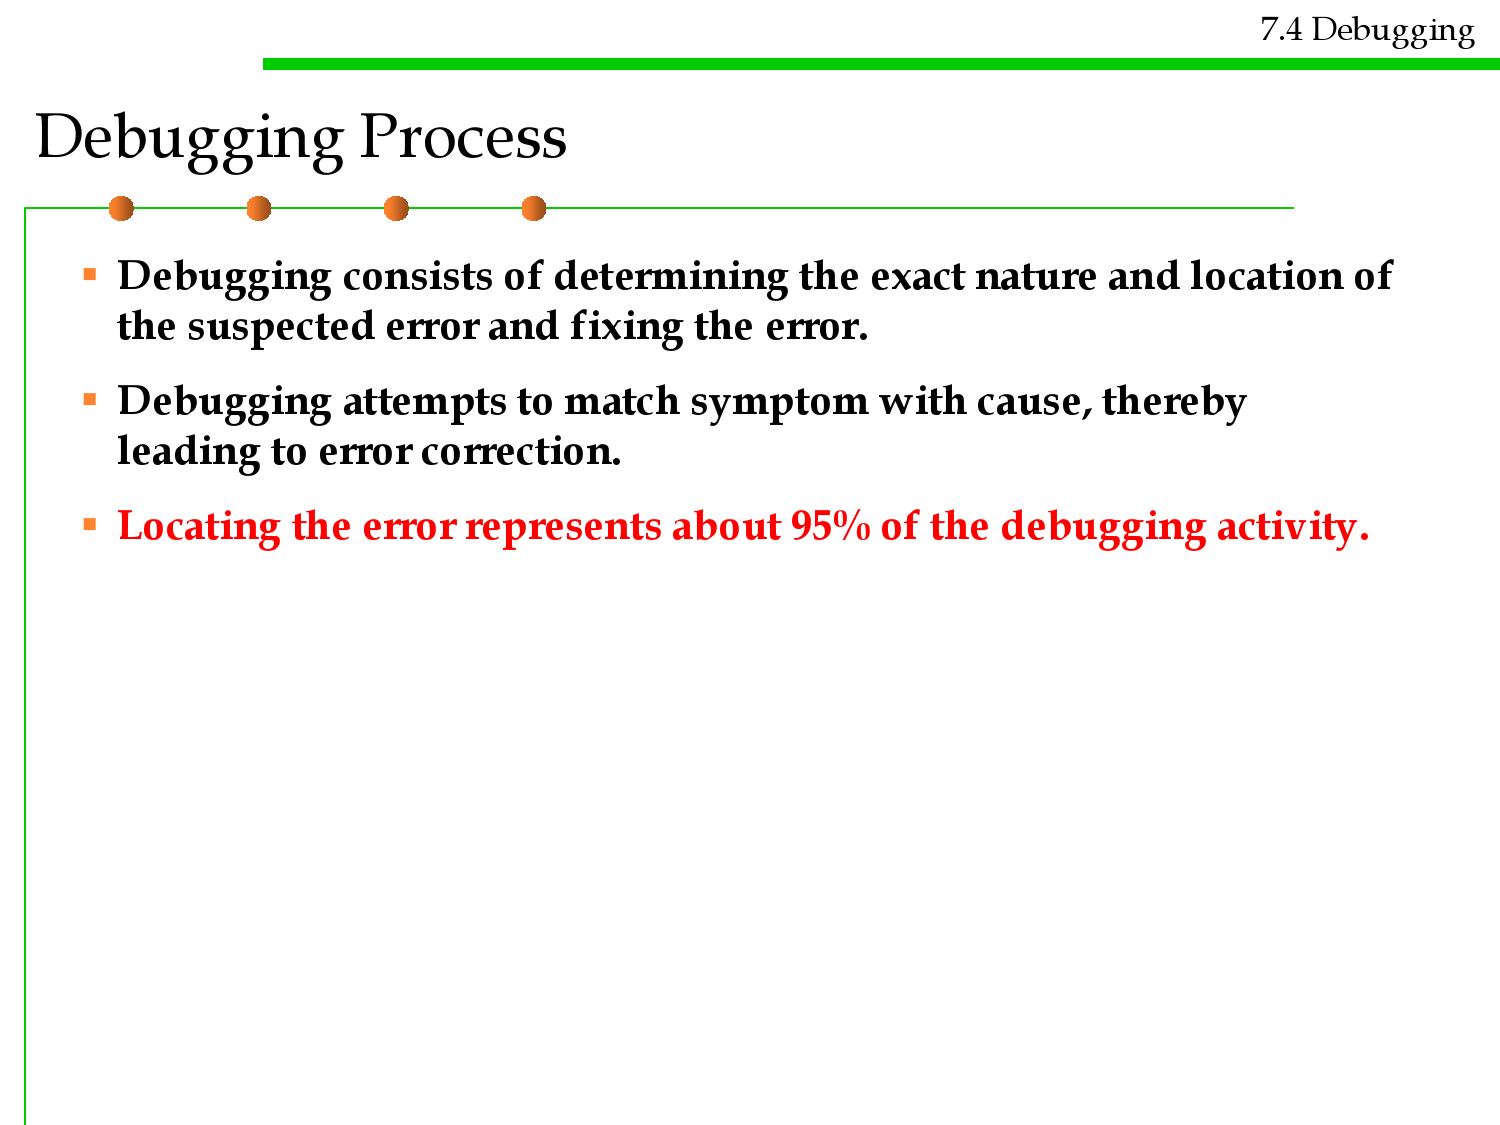 7.4 Debugging
Debugging Process
Debugging consists of determining the exact nature and location of
the suspected error and fixing the error.
Debugging attempts to match symptom with cause, thereby
leading to error correction.
Locating the error represents about 95% of the debugging activity.